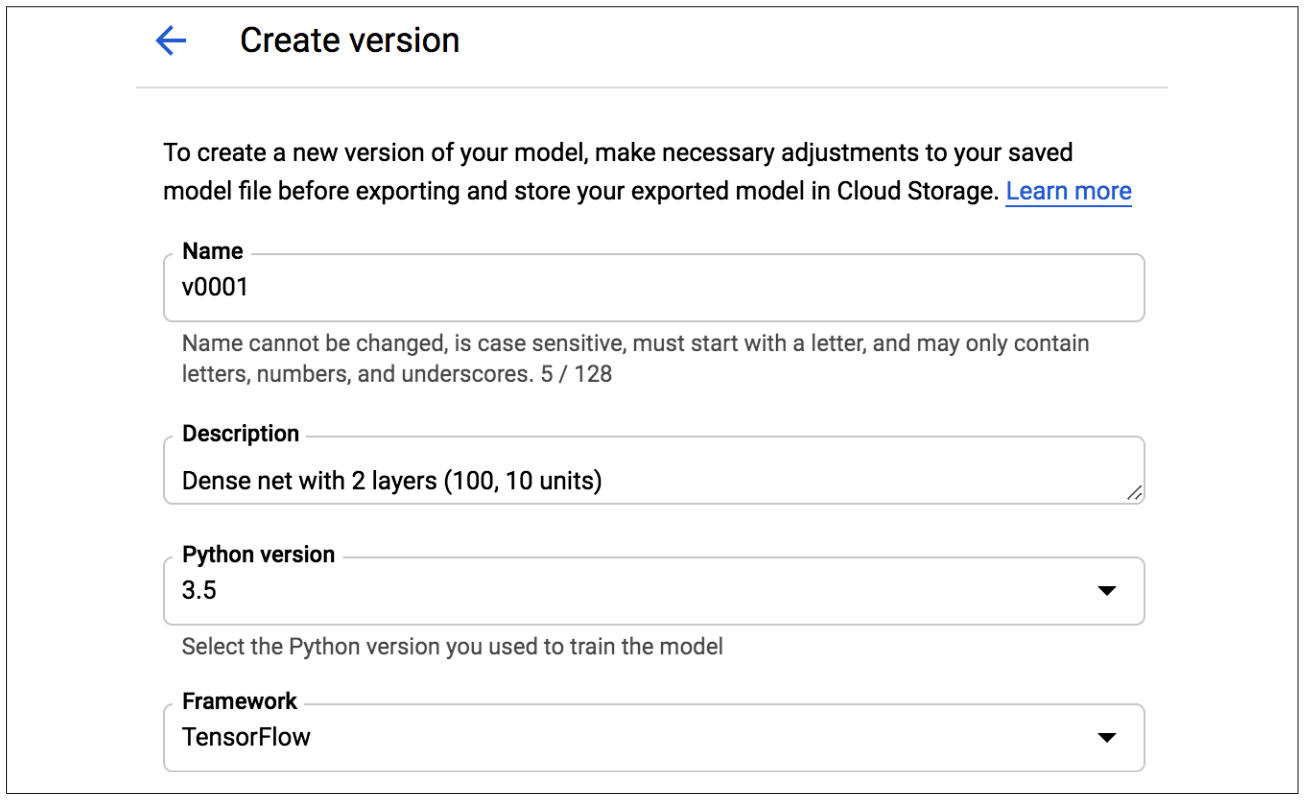 Create version
To create a new version of your model, make necessary adjustments to your saved
model file before exporting and store your exported model in Cloud Storage. Learn more
Name
v0001
Name cannot be changed, is case sensitive, must start with a letter, and may only contain
letters, numbers, and underscores. 5 / 128
Description
Dense net with 2 layers (100, 10 units)
Python version
3.5
Select the Python version you used to train the model
Framework
TensorFlow